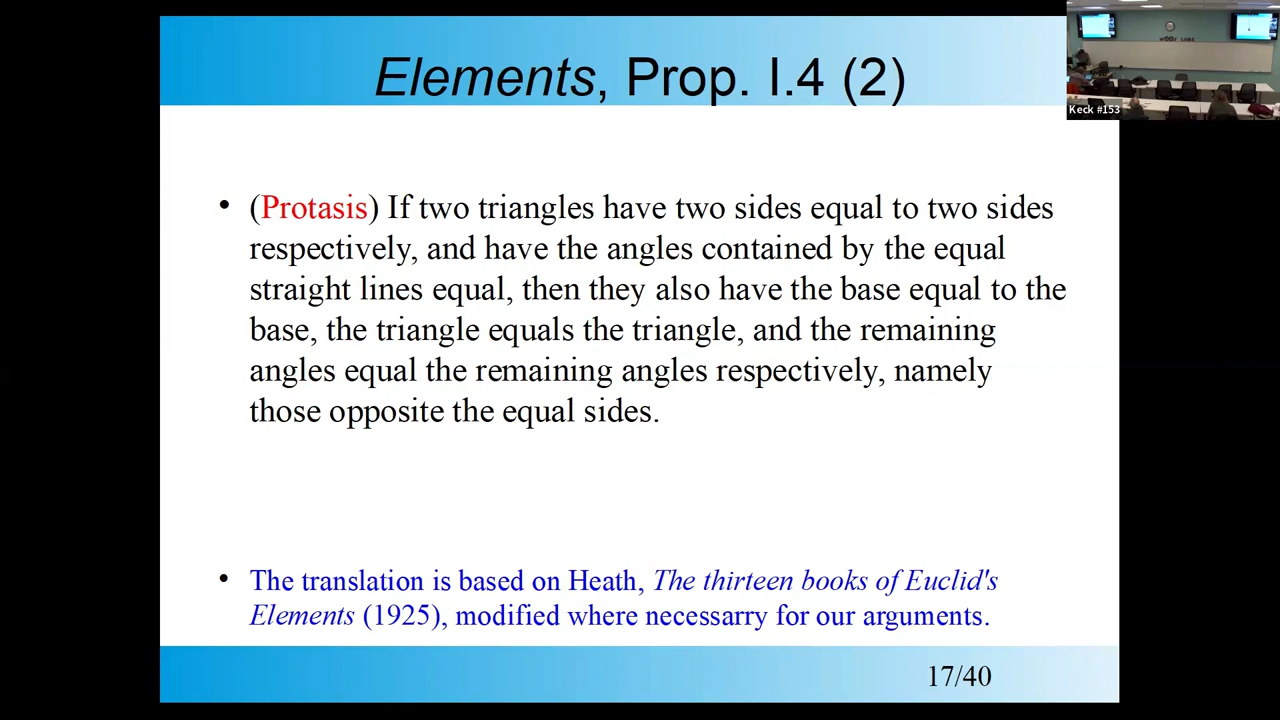 Elements, Prop. I.4 (2)
Keck #153
• (Protasis) If two triangles have two sides equal to two sides
respectively, and have the angles contained by the equal
straight lines equal, then they also have the base equal to the
base, the triangle equals the triangle, and the remaining
angles equal the remaining angles respectively, namely
those opposite the equal sides.
• The translation is based on Heath, The thirteen books of Euclid's
Elements (1925), modified where necessarry for our arguments.
17/40